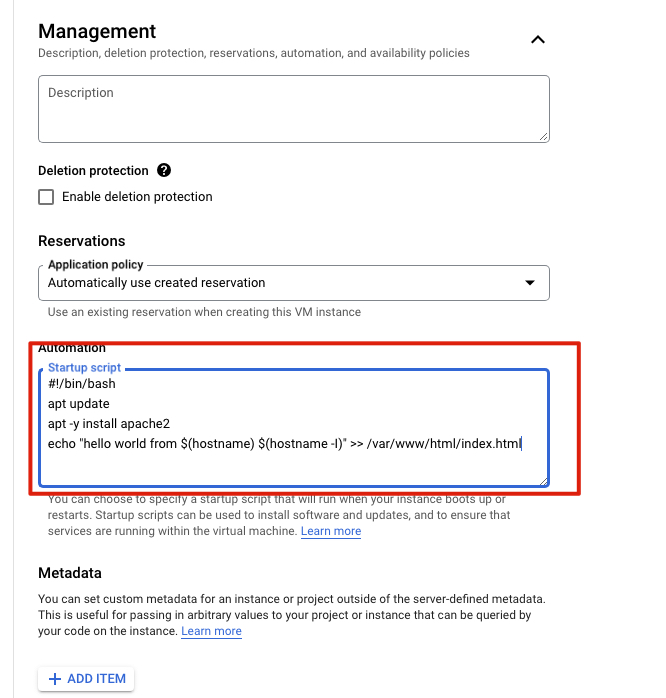 Management
Description, deletion protection, reservations, automation, and availability policies
Description
Deletion protection ?
Enable deletion protection
Reservations
Application policy
Automatically use created reservation
Use an existing reservation when creating this VM instance
Automation
Startup script
#!/bin/bash
apt update
apt -y install apache2
echo "hello world from $(hostname) $(hostname -I)" >> /var/www/html/index.html
You can choose to specify a startup script that will run when your instance boots up or
restarts. Startup scripts can be used to install software and updates, and to ensure that
services are running within the virtual machine. Learn more
Metadata
You can set custom metadata for an instance or project outside of the server-defined metadata.
This is useful for passing in arbitrary values to your project or instance that can be queried by
your code on the instance. Learn more
+ ADD ITEM